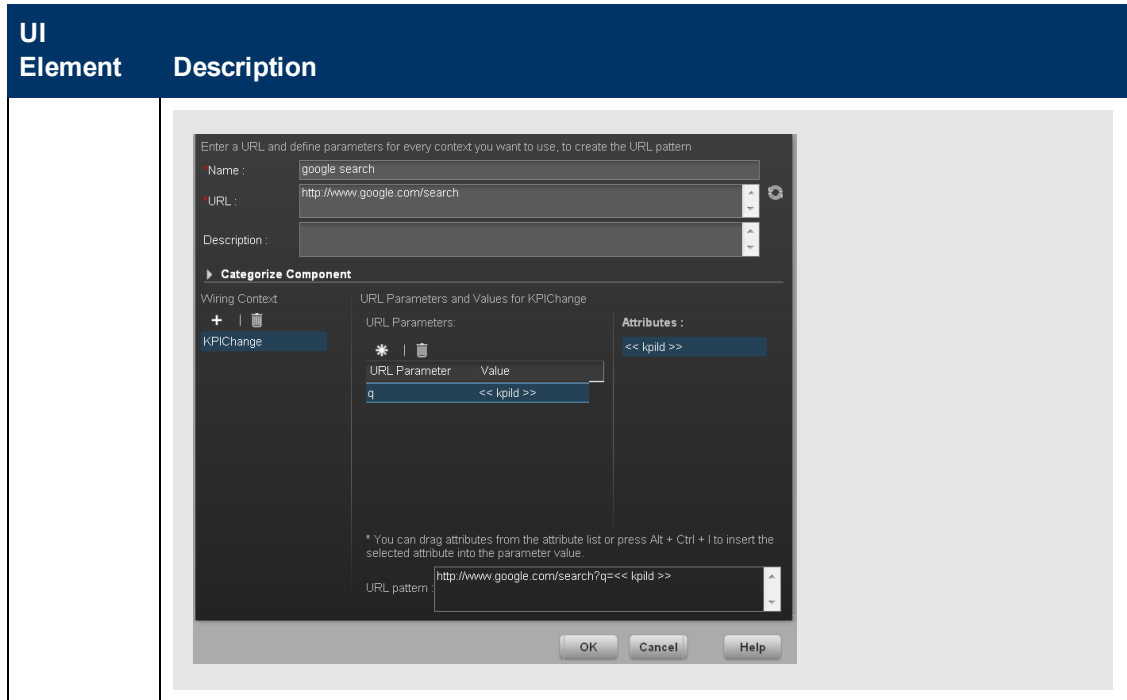 UI
Element Description
Enter a URL and define parameters for every context you want to use, to create the URL pattern
*Name : google search
*URL : http://www.google.com/search
Description :
Categorize Component
Wiring Context URL Parameters and Values for KPIChange
URL Parameters: Attributes :
KPIChange << kpiId >>
URL Parameter Value
q << kpiId >>
* You can drag attributes from the attribute list or press Alt + Ctrl + I to insert the
selected attribute into the parameter value.
URL pattern : http://www.google.com/search?q=<< kpiId >>
OK Cancel Help